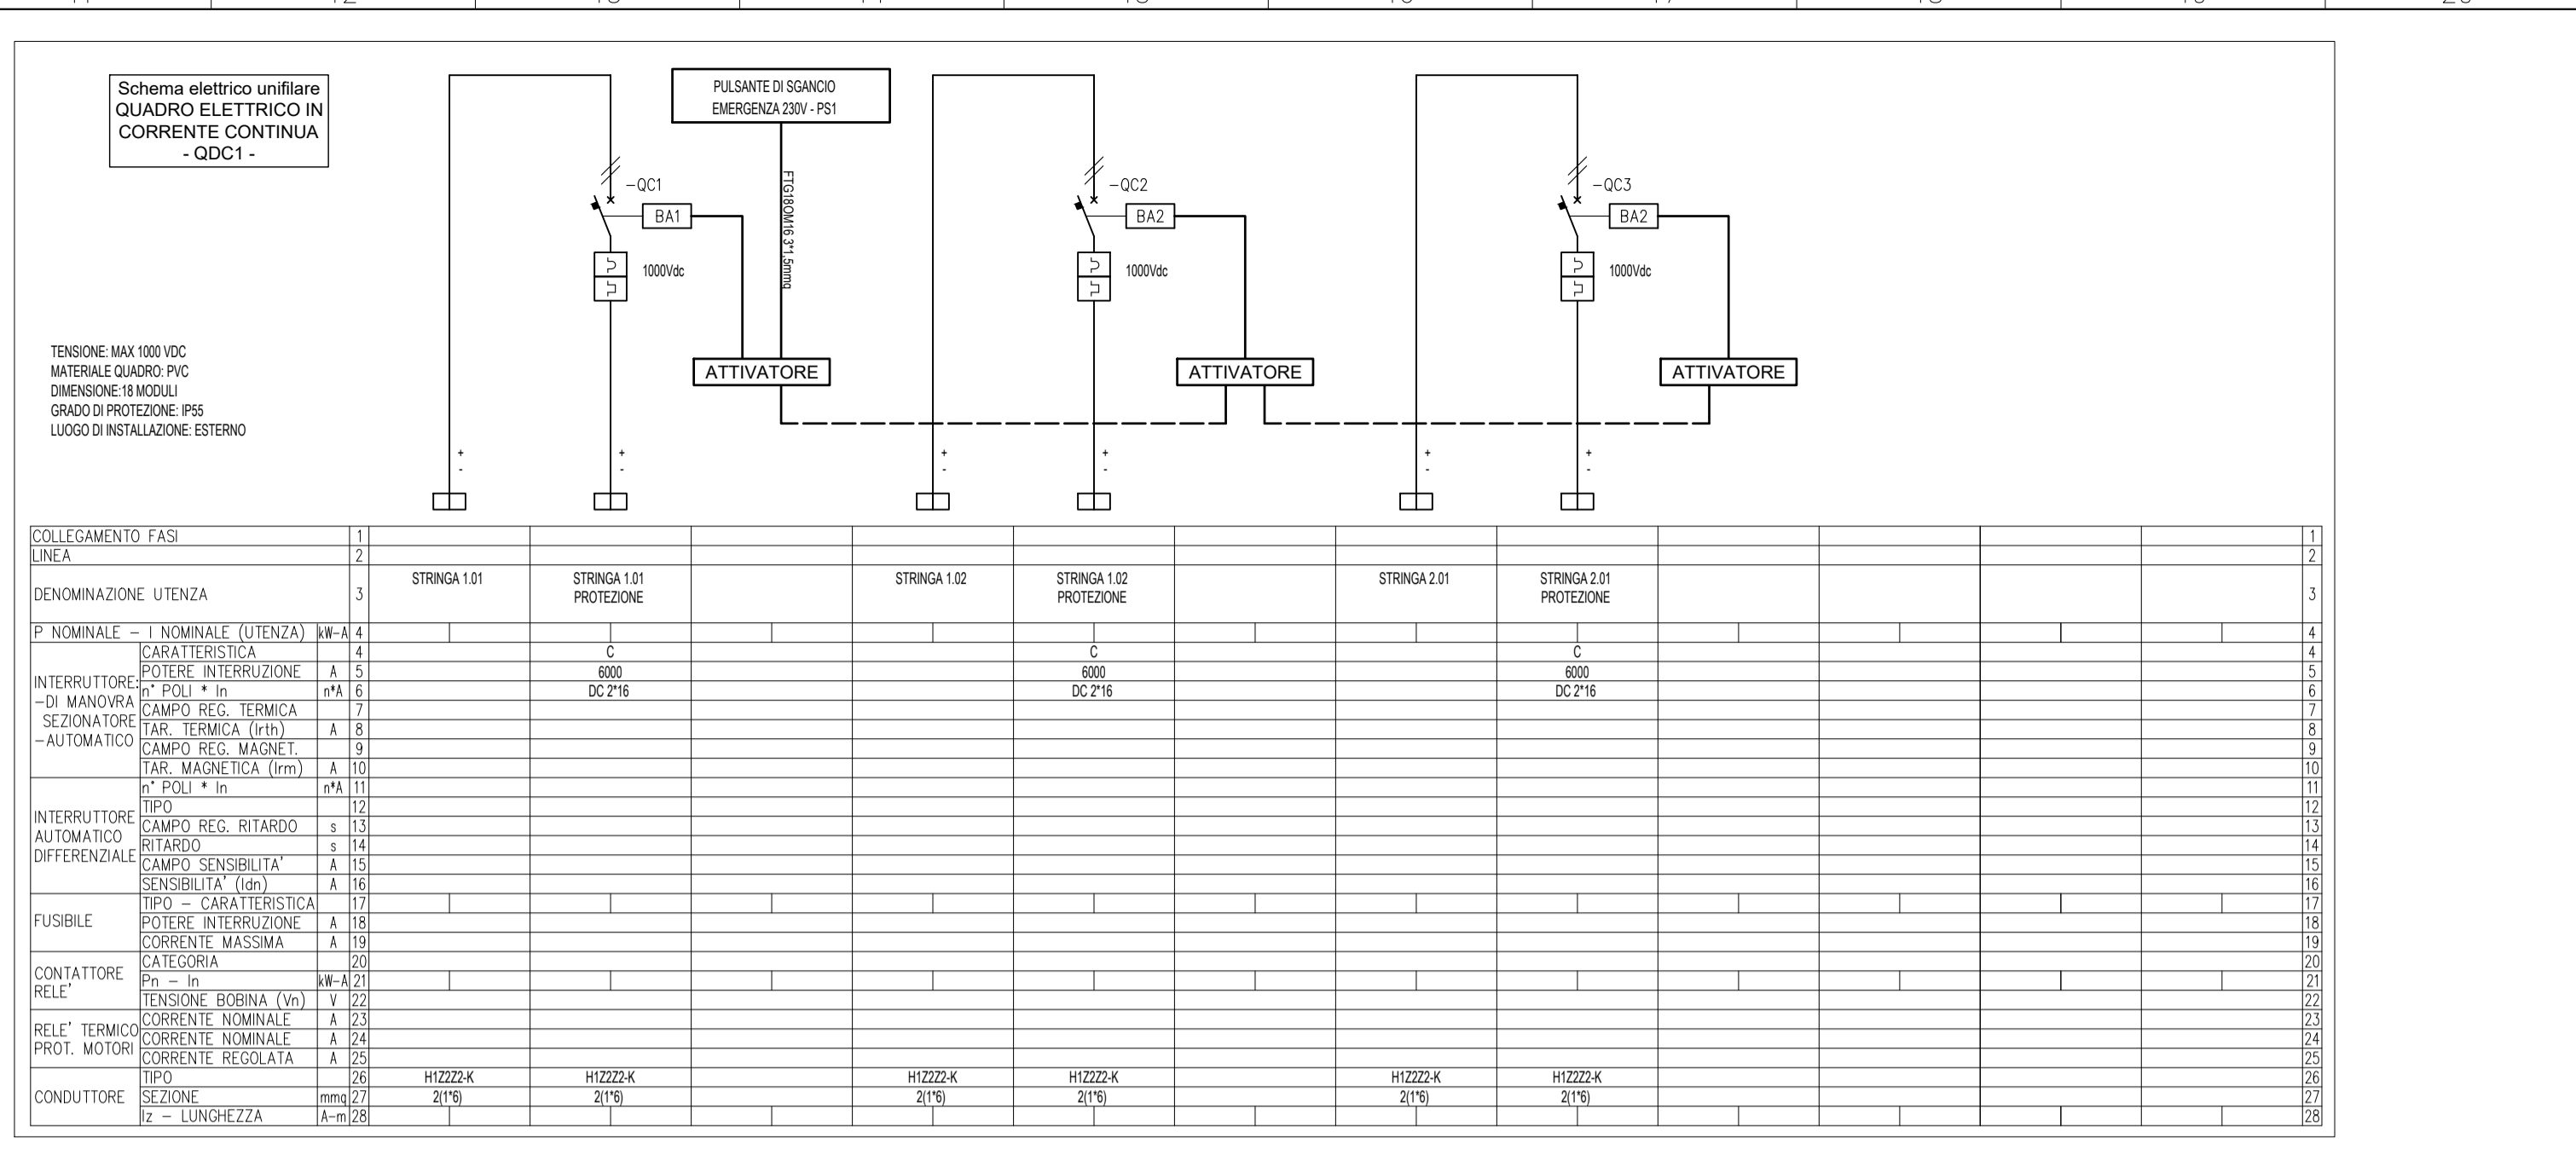 Schema elettrico unifilare
QUADRO ELETTRICO IN
CORRENTE CONTINUA
- QDC1 -
PULSANTE DI SGANCIO
EMERGENZA 230V - PS1
FTG18OM16 3*1,5mmq
-QC1
BA1
1000Vdc
-QC2
BA2
1000Vdc
-QC3
BA2
1000Vdc
ATTIVATORE
ATTIVATORE
ATTIVATORE
TENSIONE: MAX 1000 VDC
MATERIALE QUADRO: PVC
DIMENSIONE:18 MODULI
GRADO DI PROTEZIONE: IP55
LUOGO DI INSTALLAZIONE: ESTERNO
+ + + + + +
- - - - - -
COLLEGAMENTO FASI 1 1
LINEA 2 2
DENOMINAZIONE UTENZA 3 STRINGA 1.01 STRINGA 1.01 PROTEZIONE STRINGA 1.02 STRINGA 1.02 PROTEZIONE STRINGA 2.01 STRINGA 2.01 PROTEZIONE 3
P NOMINALE - I NOMINALE (UTENZA) kW-A 4 4
INTERRUTTORE:
-DI MANOVRA
SEZIONATORE
-AUTOMATICO
CARATTERISTICA 4 C C C 4
POTERE INTERRUZIONE A 5 6000 6000 6000 5
n° POLI * In n*A 6 DC 2*16 DC 2*16 DC 2*16 6
CAMPO REG. TERMICA 7 7
TAR. TERMICA (Irth) A 8 8
CAMPO REG. MAGNET. 9 9
TAR. MAGNETICA (Irm) A 10 10
INTERRUTTORE
AUTOMATICO
DIFFERENZIALE
n° POLI * In n*A 11 11
TIPO 12 12
CAMPO REG. RITARDO s 13 13
RITARDO s 14 14
CAMPO SENSIBILITA' A 15 15
SENSIBILITA' (Idn) A 16 16
FUSIBILE
TIPO - CARATTERISTICA 17 17
POTERE INTERRUZIONE A 18 18
CORRENTE MASSIMA A 19 19
CONTATTORE
RELE'
CATEGORIA 20 20
Pn - In kW-A 21 21
TENSIONE BOBINA (Vn) V 22 22
RELE' TERMICO
PROT. MOTORI
CORRENTE NOMINALE A 23 23
CORRENTE NOMINALE A 24 24
CORRENTE REGOLATA A 25 25
CONDUTTORE
TIPO 26 H1Z2Z2-K H1Z2Z2-K H1Z2Z2-K H1Z2Z2-K H1Z2Z2-K H1Z2Z2-K 26
SEZIONE mmq 27 2(1*6) 2(1*6) 2(1*6) 2(1*6) 2(1*6) 2(1*6) 27
Iz - LUNGHEZZA A-m 28 28